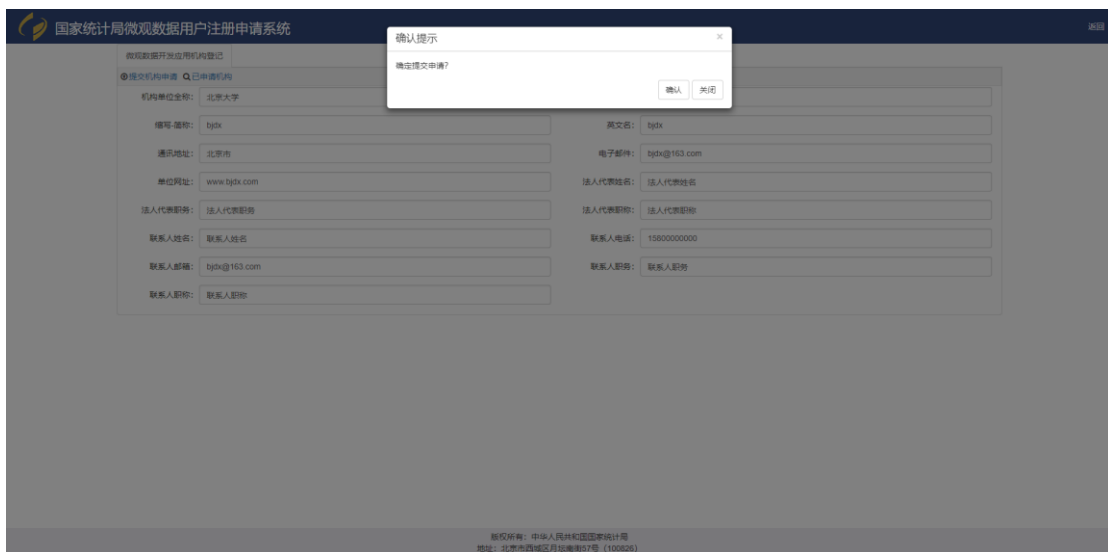 国家统计局微观数据用户注册申请系统
返回
确认提示
×
确定提交申请?
确认 关闭
微观数据开发应用机构登记
提交机构申请 已申请机构
机构单位全称： 北京大学
缩写-简称： bjdx 英文名： bjdx
通讯地址： 北京市 电子邮件： bjdx@163.com
单位网址： www.bjdx.com 法人代表姓名： 法人代表姓名
法人代表职务： 法人代表职务 法人代表职称： 法人代表职称
联系人姓名： 联系人姓名 联系人电话： 15800000000
联系人邮箱： bjdx@163.com 联系人职务： 联系人职务
联系人职称： 联系人职称
版权所有：中华人民共和国国家统计局
地址：北京市西城区月坛南街57号（100826）